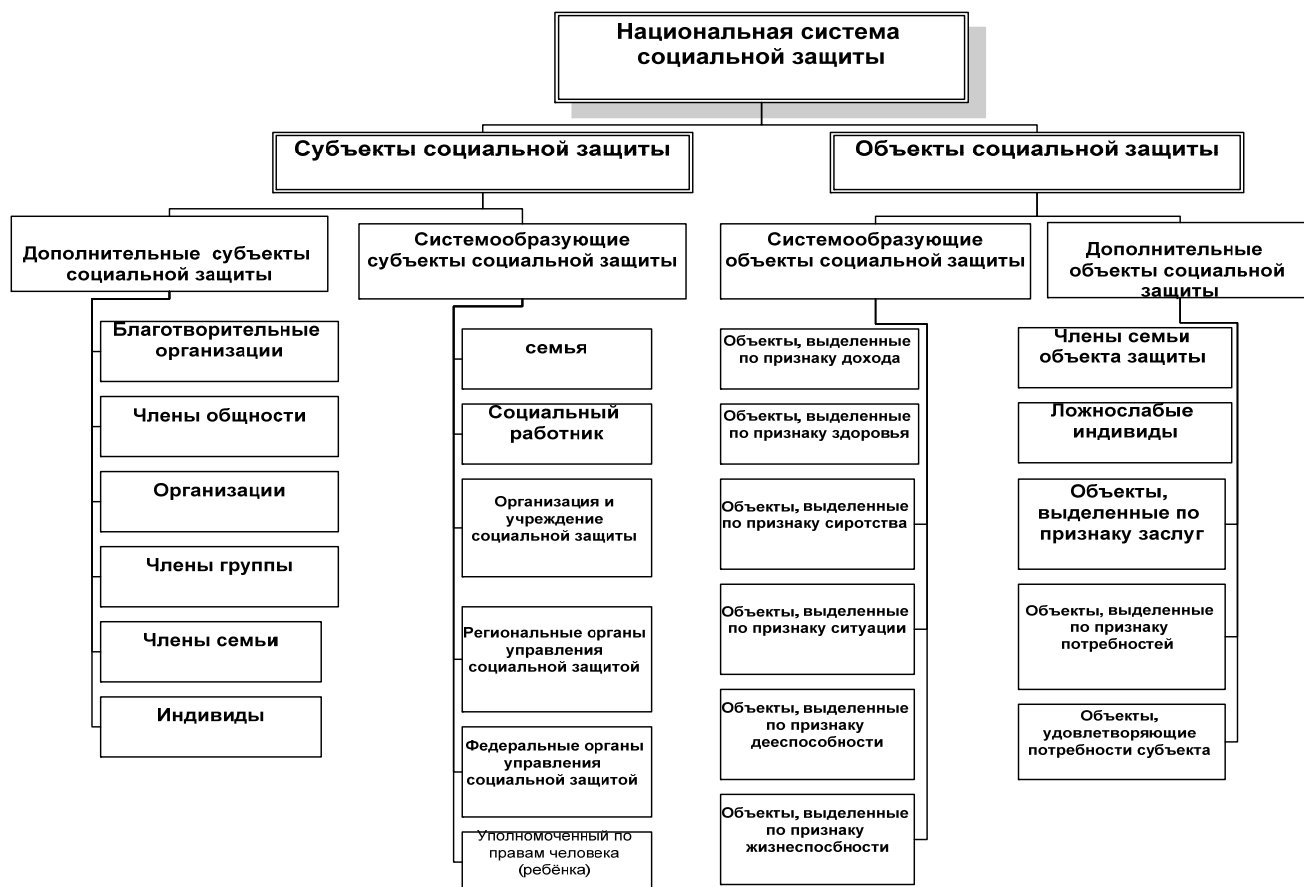 Национальная система
социальной защиты
Субъекты социальной защиты
Объекты социальной защиты
Дополнительные субъекты
социальной защиты
Системообразующие
субъекты социальной защиты
Системообразующие
объекты социальной защиты
Дополнительные
объекты социальной
защиты
Благотворительные
организации
Члены общности
Организации
Члены группы
Члены семьи
Индивиды
семья
Социальный
работник
Организация и
учреждение
социальной защиты
Региональные органы
управления
социальной защитой
Федеральные органы
управления
социальной защитой
Уполномоченный по
правам человека
(ребёнка)
Объекты, выделенные
по признаку дохода
Объекты, выделенные
по признаку здоровья
Объекты, выделенные
по признаку сиротства
Объекты, выделенные
по признаку ситуации
Объекты, выделенные
по признаку
дееспособности
Объекты, выделенные
по признаку
жизнеспосбности
Члены семьи
объекта защиты
Ложнослабые
индивиды
Объекты,
выделенные по
признаку заслуг
Объекты, выделенные
по признаку
потребностей
Объекты,
удовлетворяющие
потребности субъекта